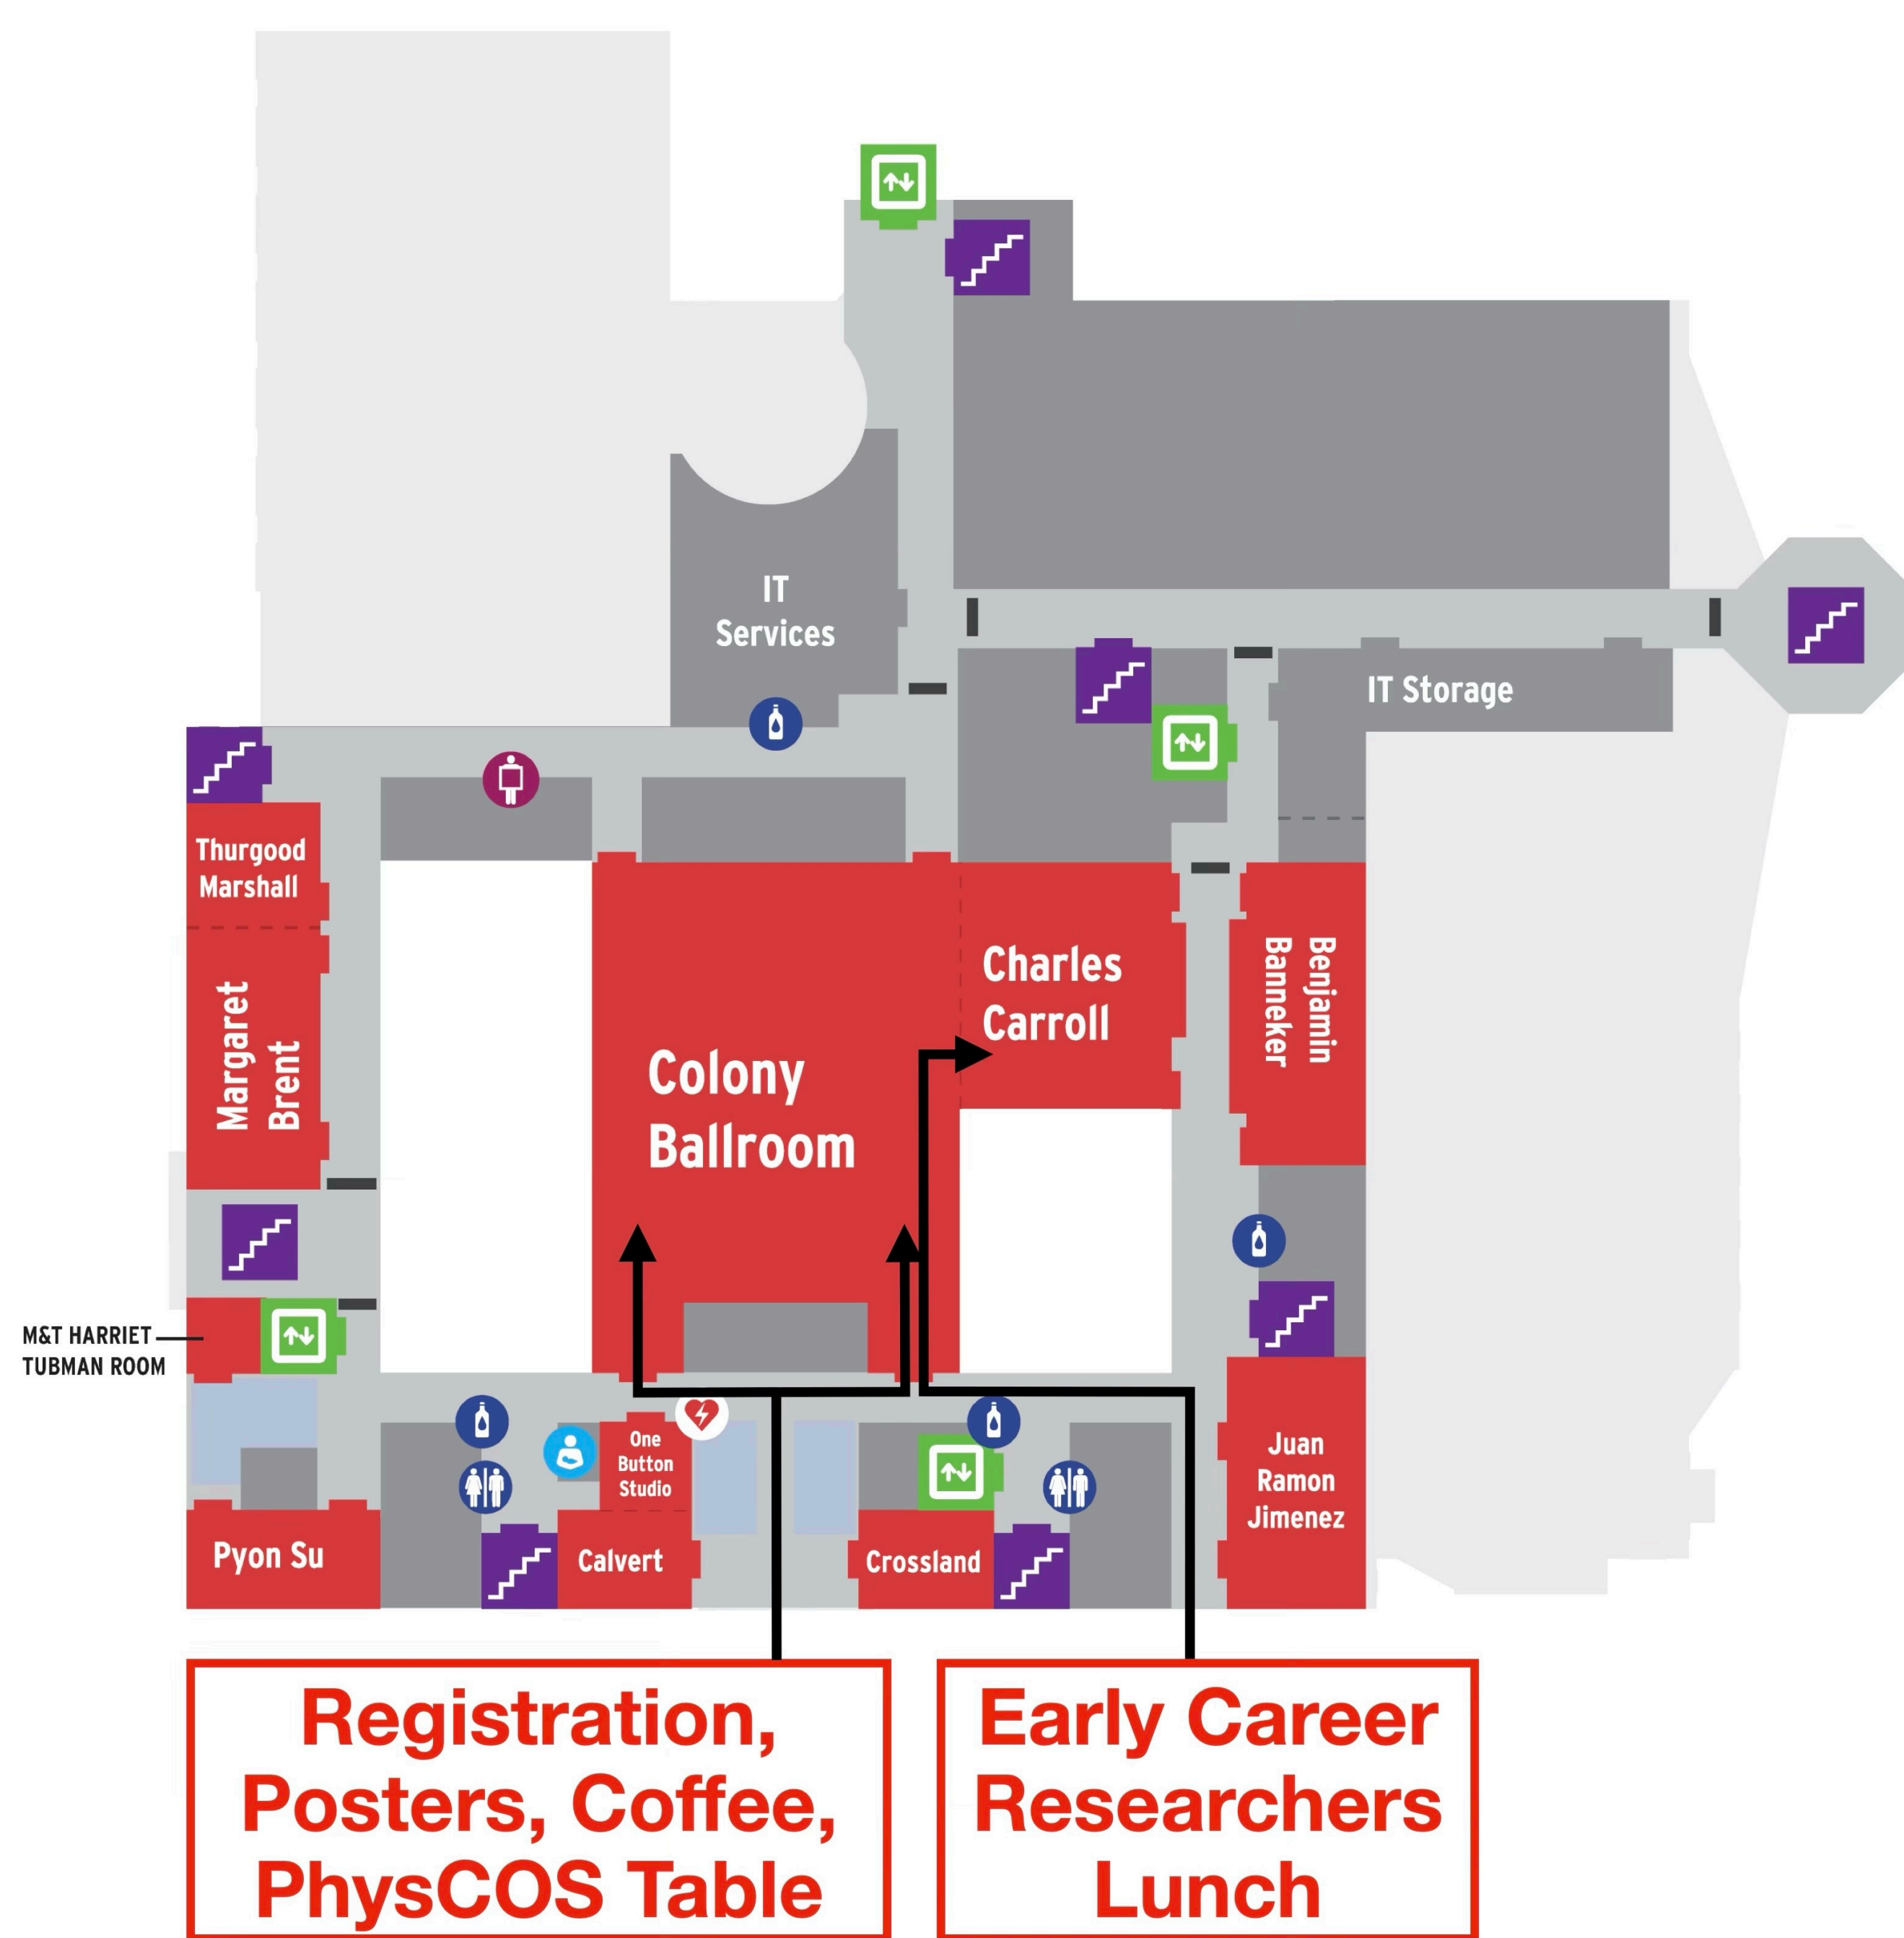 IT
Services
IT Storage
Thurgood
Marshall
Margaret
Brent
Charles
Carroll
Benjamin
Banneker
Colony
Ballroom
M&T HARRIET
TUBMAN ROOM
One
Button
Studio
Juan
Ramon
Jimenez
Pyon Su
Calvert
Crossland
Registration,
Posters, Coffee,
PhysCOS Table
Early Career
Researchers
Lunch